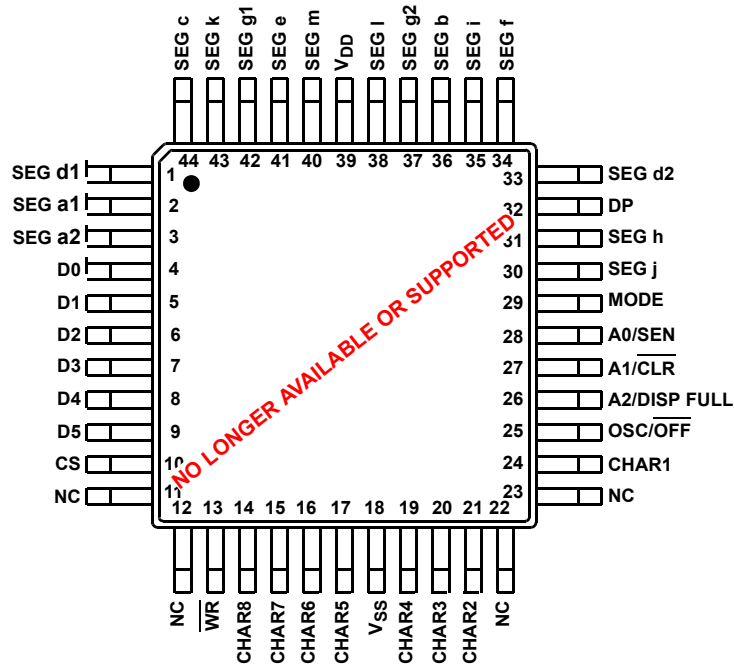 SEG c
SEG k
SEG g1
SEG e
SEG m
VDD
SEG l
SEG g2
SEG b
SEG i
SEG f
44
43
42
41
40
39
38
37
36
35
34
SEG d1
1
33
SEG d2
SEG a1
2
32
DP
SEG a2
3
31
SEG h
D0
4
30
SEG j
D1
5
29
MODE
D2
6
28
A0/SEN
D3
7
27
A1/CLR
D4
8
26
A2/DISP FULL
D5
9
25
OSC/OFF
CS
10
24
CHAR1
NC
11
23
NC
NO LONGER AVAILABLE OR SUPPORTED
12
13
14
15
16
17
18
19
20
21
22
NC
WR
CHAR8
CHAR7
CHAR6
CHAR5
VSS
CHAR4
CHAR3
CHAR2
NC